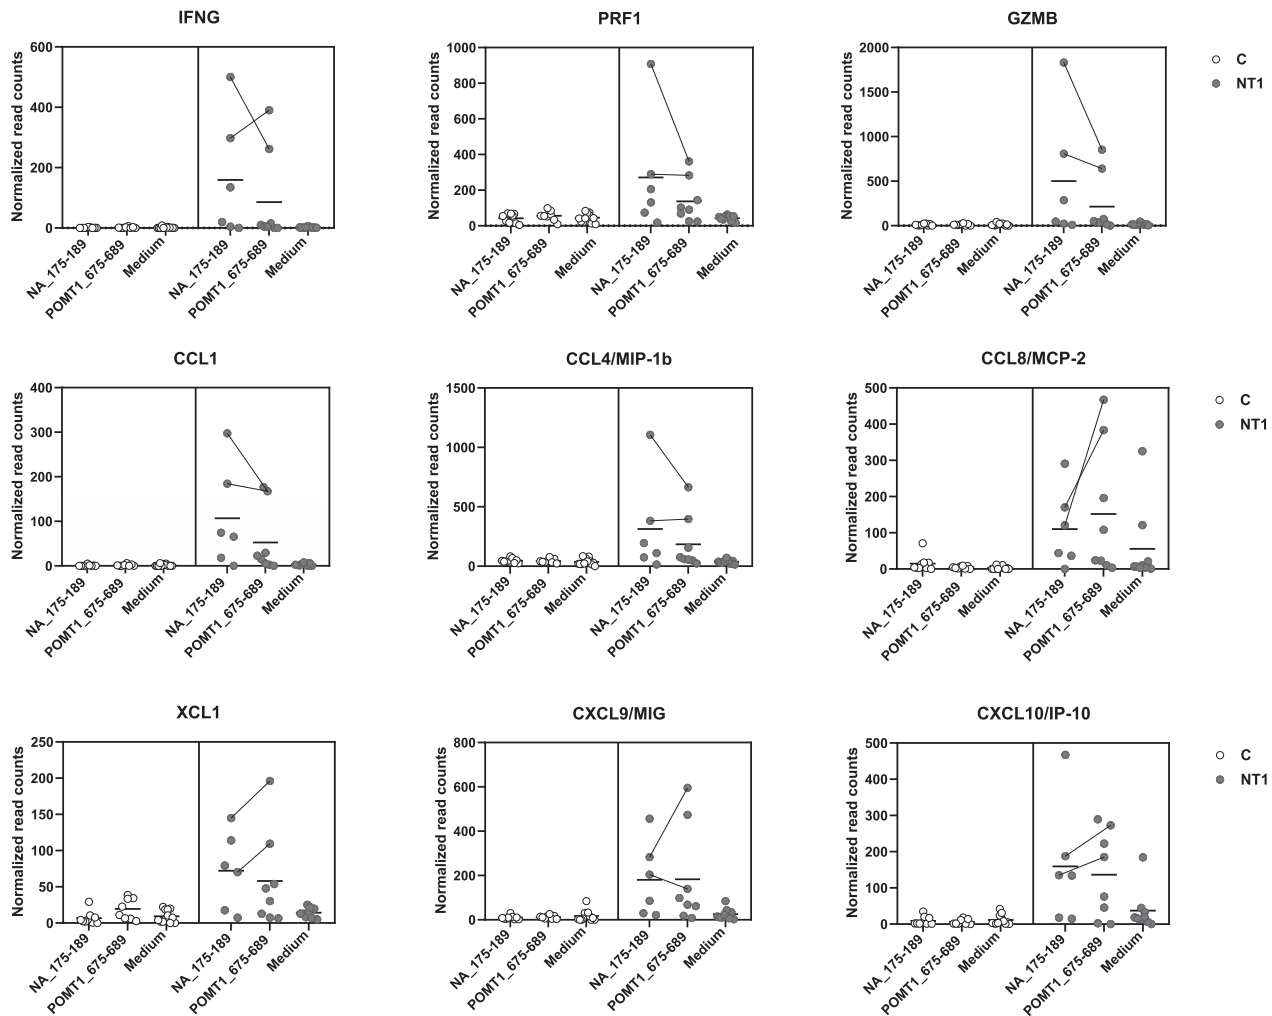 IFNG
PRF1
GZMB
Normalized read counts
600
400
200
0
NA_175-189
POMT1_675-689
Medium
NA_175-189
POMT1_675-689
Medium
Normalized read counts
1000
800
600
400
200
0
NA_175-189
POMT1_675-689
Medium
NA_175-189
POMT1_675-689
Medium
Normalized read counts
2000
1500
1000
500
0
NA_175-189
POMT1_675-689
Medium
NA_175-189
POMT1_675-689
Medium
C
NT1
CCL1
CCL4/MIP-1b
CCL8/MCP-2
Normalized read counts
400
300
200
100
0
NA_175-189
POMT1_675-689
Medium
NA_175-189
POMT1_675-689
Medium
Normalized read counts
1500
1000
500
0
NA_175-189
POMT1_675-689
Medium
NA_175-189
POMT1_675-689
Medium
Normalized read counts
500
400
300
200
100
0
NA_175-189
POMT1_675-689
Medium
NA_175-189
POMT1_675-689
Medium
C
NT1
XCL1
CXCL9/MIG
CXCL10/IP-10
Normalized read counts
250
200
150
100
50
0
NA_175-189
POMT1_675-689
Medium
NA_175-189
POMT1_675-689
Medium
Normalized read counts
800
600
400
200
0
NA_175-189
POMT1_675-689
Medium
NA_175-189
POMT1_675-689
Medium
Normalized read counts
500
400
300
200
100
0
NA_175-189
POMT1_675-689
Medium
NA_175-189
POMT1_675-689
Medium
C
NT1